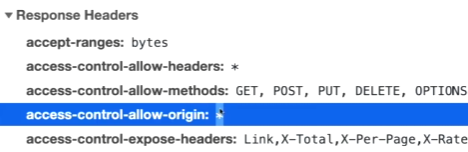 Response Headers
accept-ranges: bytes
access-control-allow-headers: *
access-control-allow-methods: GET, POST, PUT, DELETE, OPTIONS
access-control-allow-origin: *
access-control-expose-headers: Link,X-Total,X-Per-Page,X-Rate